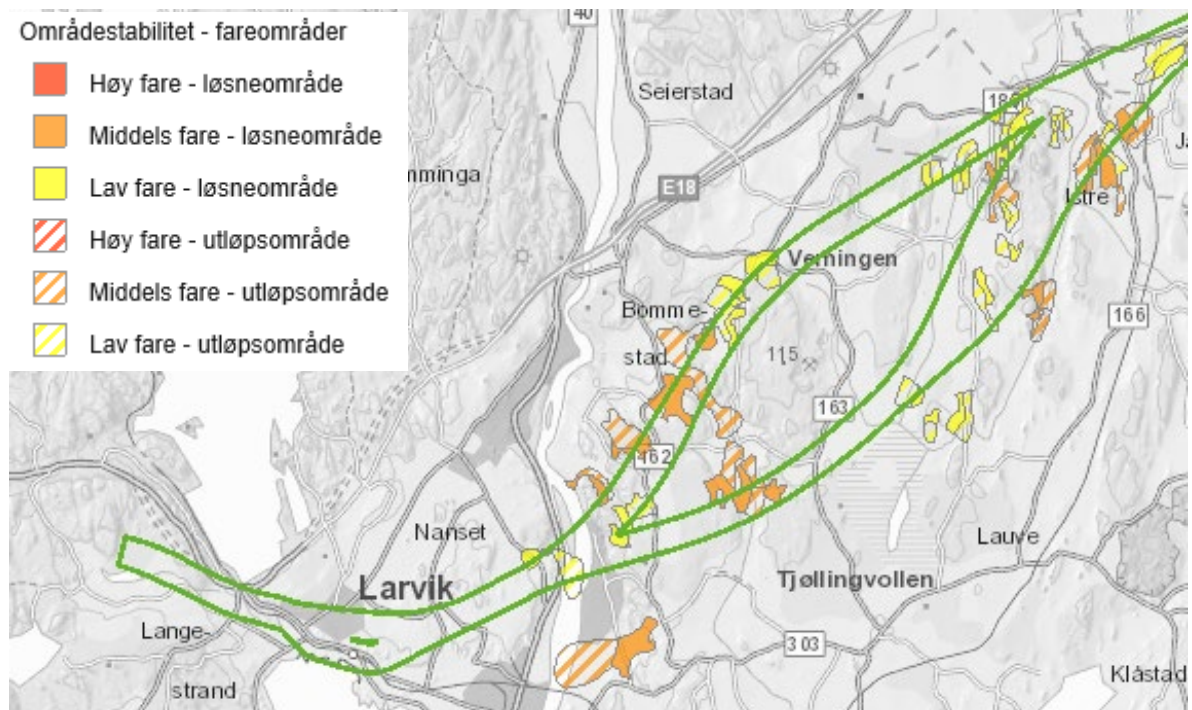 Områdestabilitet - fareområder
Høy fare - løsneområde
Middels fare - løsneområde
Lav fare - løsneområde
Høy fare - utløpsområde
Middels fare - utløpsområde
Lav fare - utløpsområde
40
Seierstad
mminga
E18
Istre
Vemingen
Bomme-
stad
115
166
163
162
Nanset
Lauve
Larvik
Tjøllingvollen
Lange-
strand
303
Klåstad